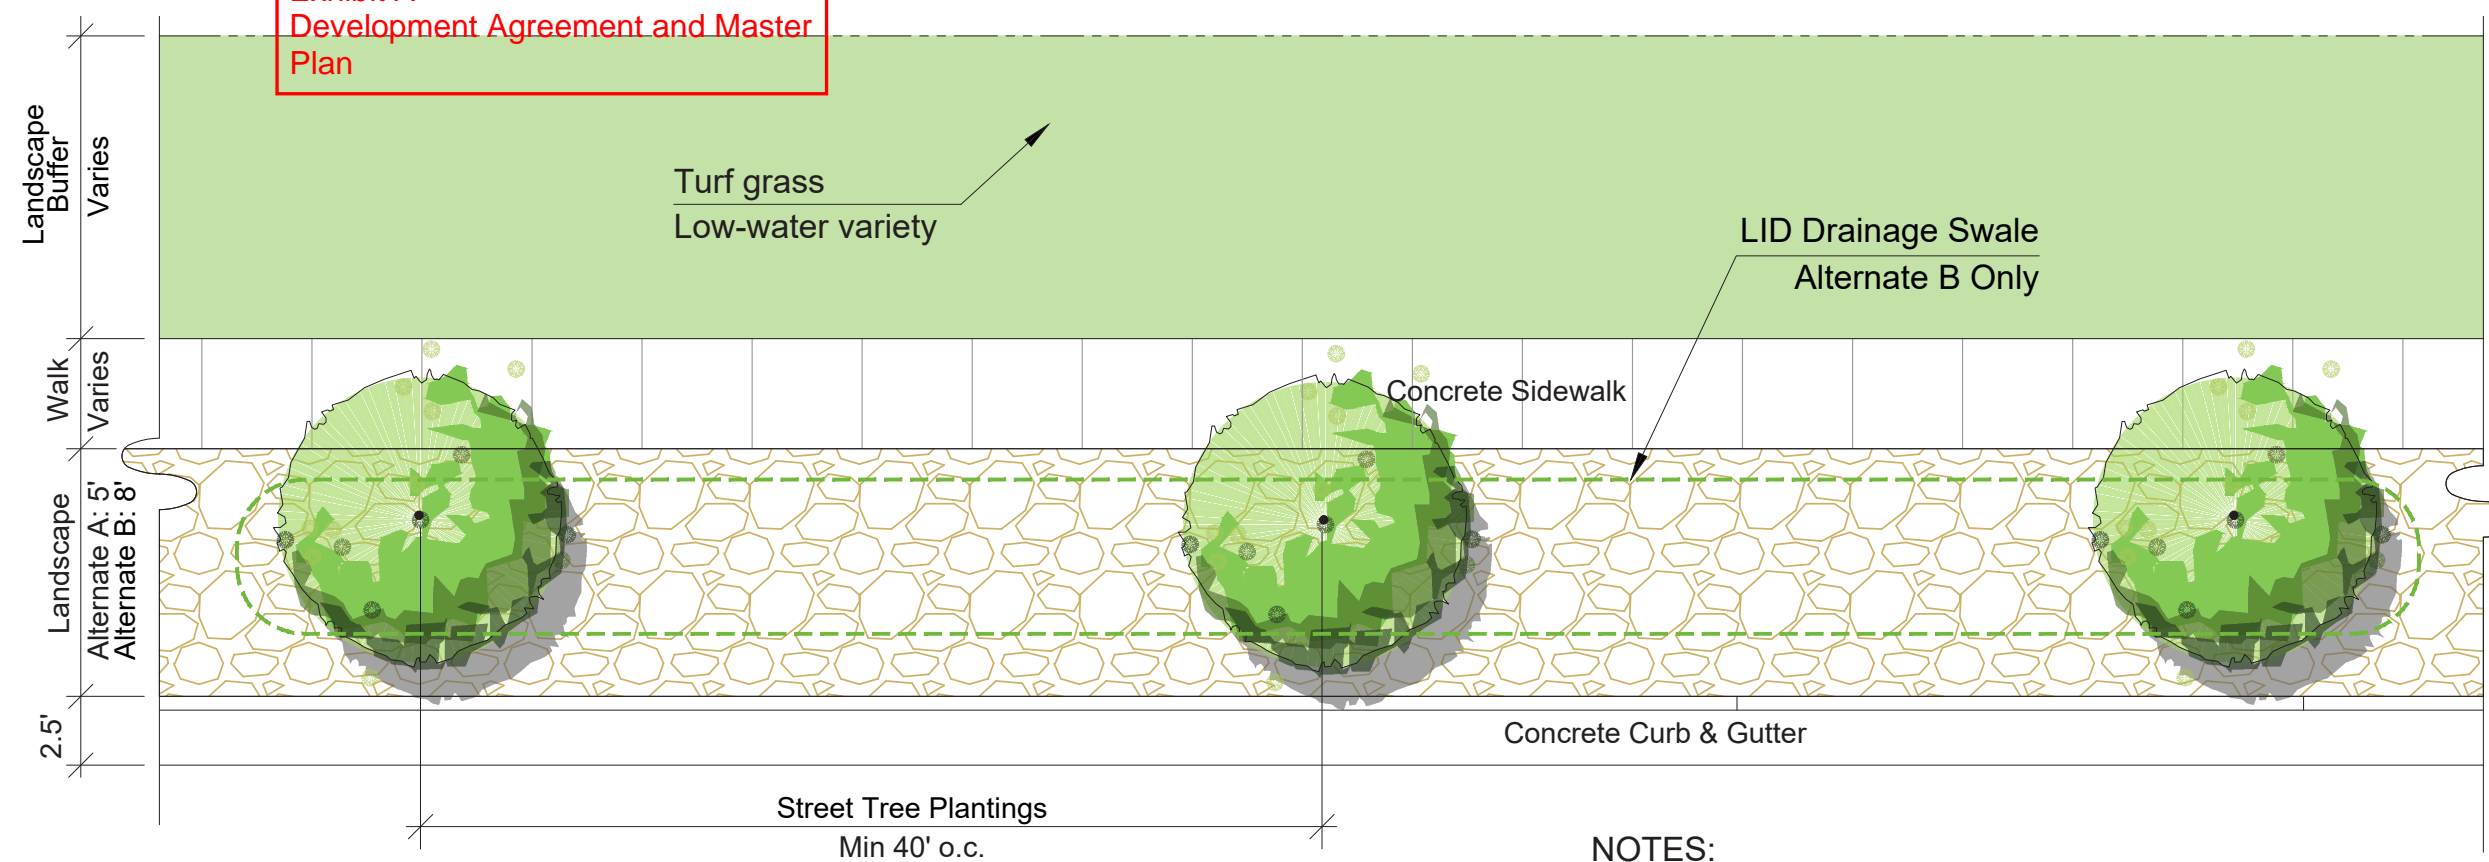 Development Agreement and Master
Plan
Landscape
Buffer
Varies
Turf grass
Low-water variety
LID Drainage Swale
Alternate B Only
Walk
Varies
Concrete Sidewalk
Landscape
Alternate A: 5'
Alternate B: 8'
2.5'
Concrete Curb & Gutter
Street Tree Plantings
Min 40' o.c.
NOTES: